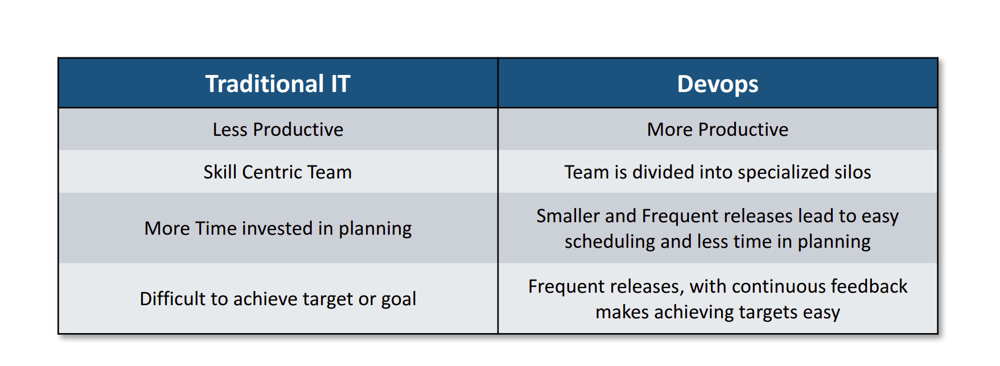 Traditional IT
Devops
Less Productive
More Productive
Skill Centric Team
Team is divided into specialized silos
More Time invested in planning
Smaller and Frequent releases lead to easy
scheduling and less time in planning
Difficult to achieve target or goal
Frequent releases, with continuous feedback
makes achieving targets easy